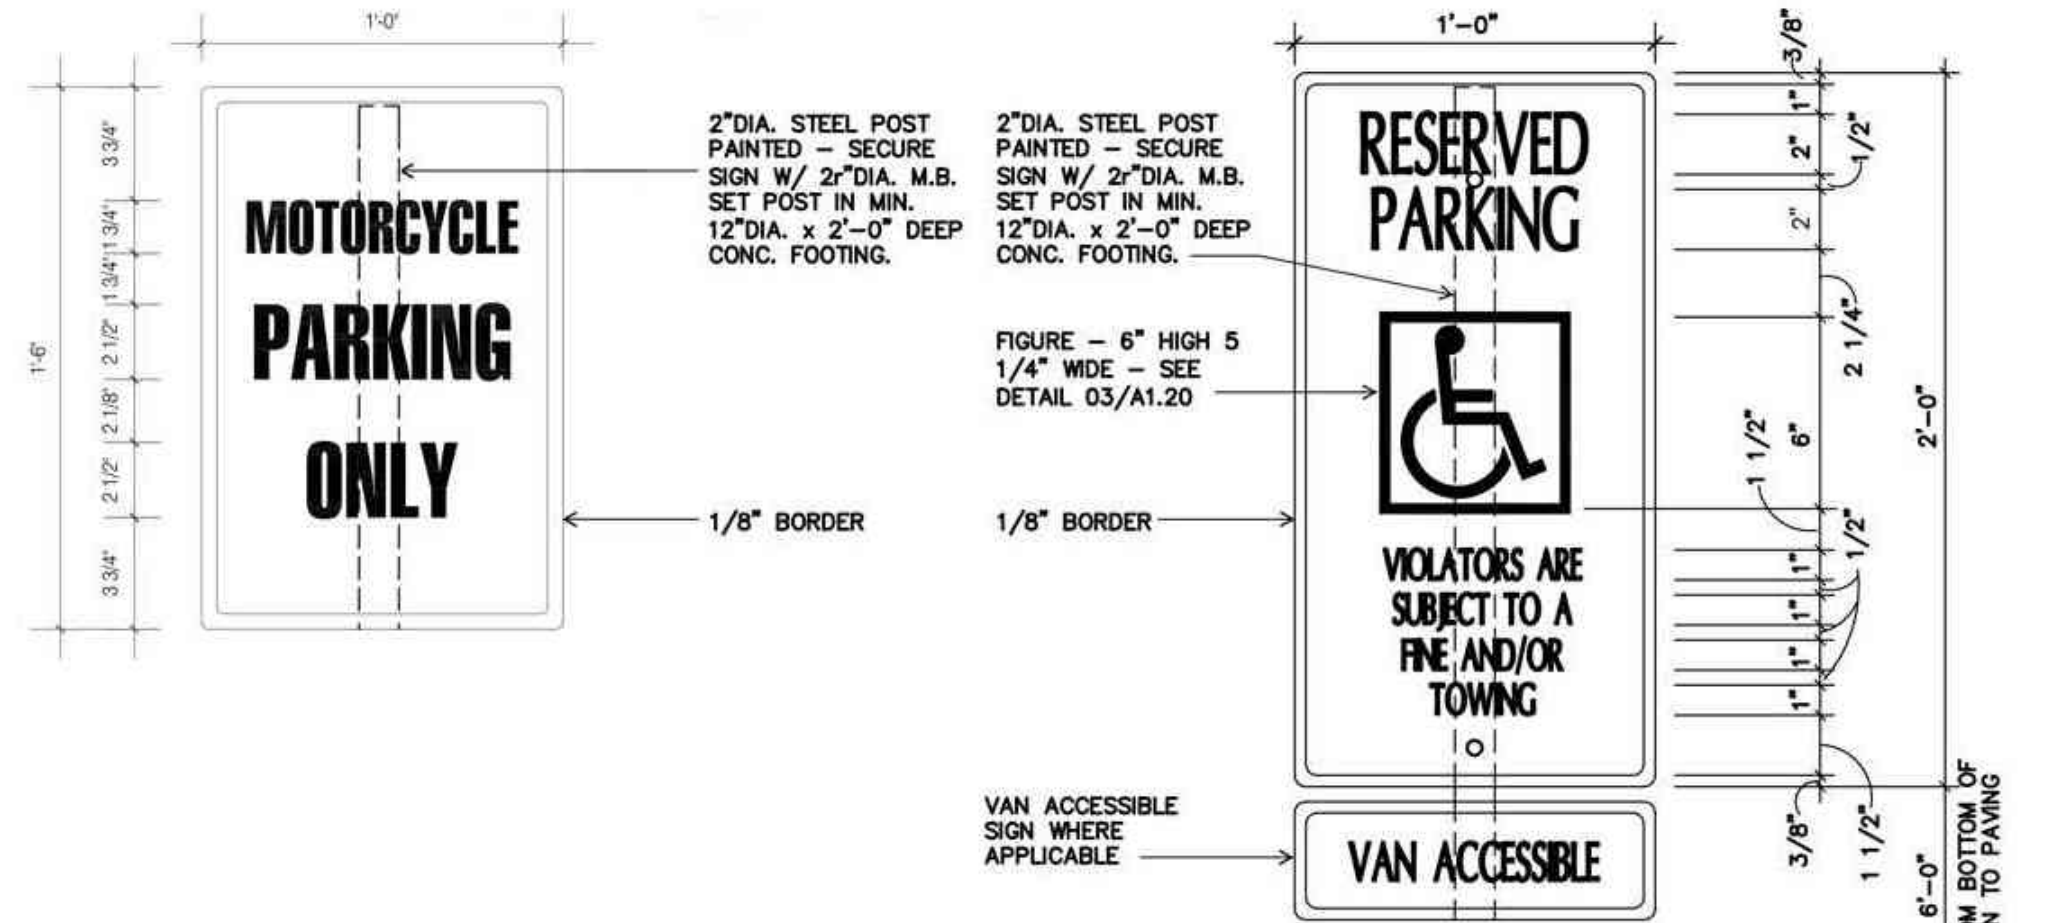 1'-0"
1'-6"
3 3/4"
1 3/4"
1 3/4"
2 1/2"
2 1/8"
2 1/2"
3 3/4"
MOTORCYCLE
PARKING
ONLY
2"DIA. STEEL POST
PAINTED – SECURE
SIGN W/ 2r"DIA. M.B.
SET POST IN MIN.
12"DIA. x 2'–0" DEEP
CONC. FOOTING.
1/8" BORDER
2"DIA. STEEL POST
PAINTED – SECURE
SIGN W/ 2r"DIA. M.B.
SET POST IN MIN.
12"DIA. x 2'–0" DEEP
CONC. FOOTING.
FIGURE – 6" HIGH 5
1/4" WIDE – SEE
DETAIL 03/A1.20
1/8" BORDER
VAN ACCESSIBLE
SIGN WHERE
APPLICABLE
1'–0"
RESERVED
PARKING
VIOLATORS ARE
SUBJECT TO A
FINE AND/OR
TOWING
VAN ACCESSIBLE
3/8"
1"
2"
1/2"
2"
2 1/4"
6"
1 1/2"
1"
1/2"
1"
1"
1"
1 1/2"
3/8"
2'–0"
6'–0"
BOTTOM OF
TO PAVING